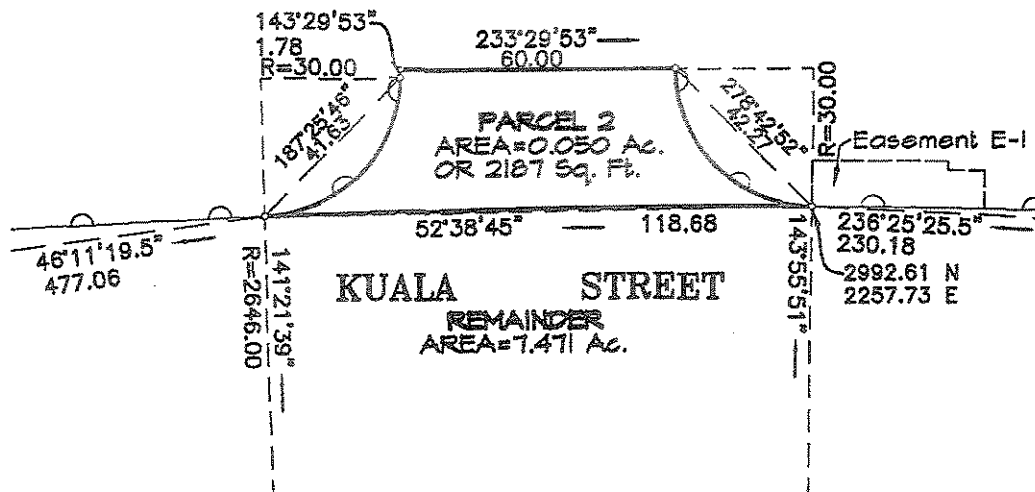 143°29'53"
1.78
R=30.00
233°29'53"
60.00
187°25'46"
41.63
PARCEL 2
AREA=0.050 Ac.
OR 2187 Sq. Ft.
278°42'52"
42.27
R=30.00
Easement E-1
46°11'19.5"
477.06
52°38'45"
118.68
236°25'25.5"
230.18
2992.61 N
2257.73 E
141°21'39"
R=2646.00
KUALA STREET
REMAINDER
AREA=7.471 Ac.
143°55'51"